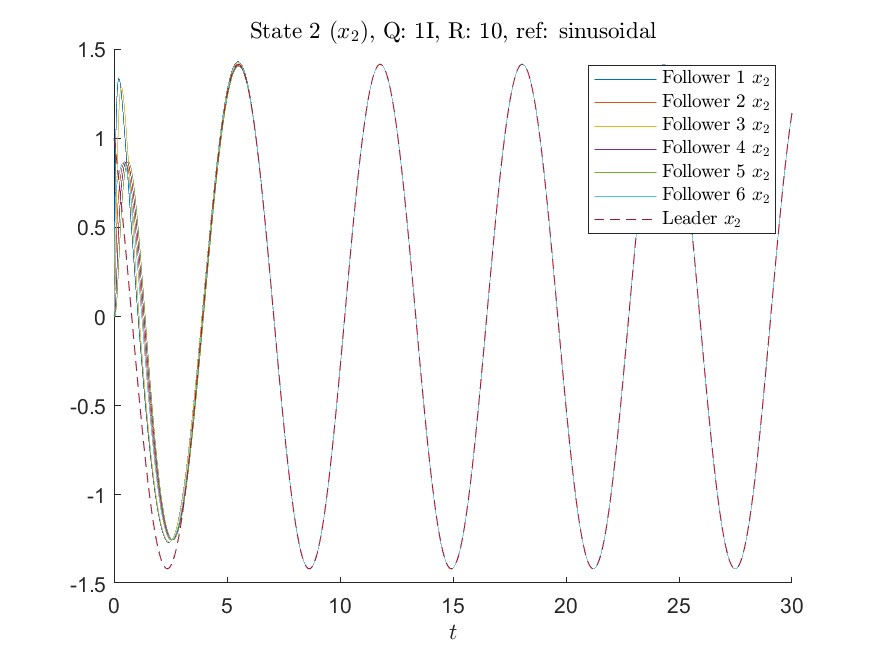 State 2 (x₂), Q: 1I, R: 10, ref: sinusoidal
1.5
1
0.5
0
-0.5
-1
-1.5
Follower 1 x₂
Follower 2 x₂
Follower 3 x₂
Follower 4 x₂
Follower 5 x₂
Follower 6 x₂
Leader x₂
0 5 10 15 20 25 30
t